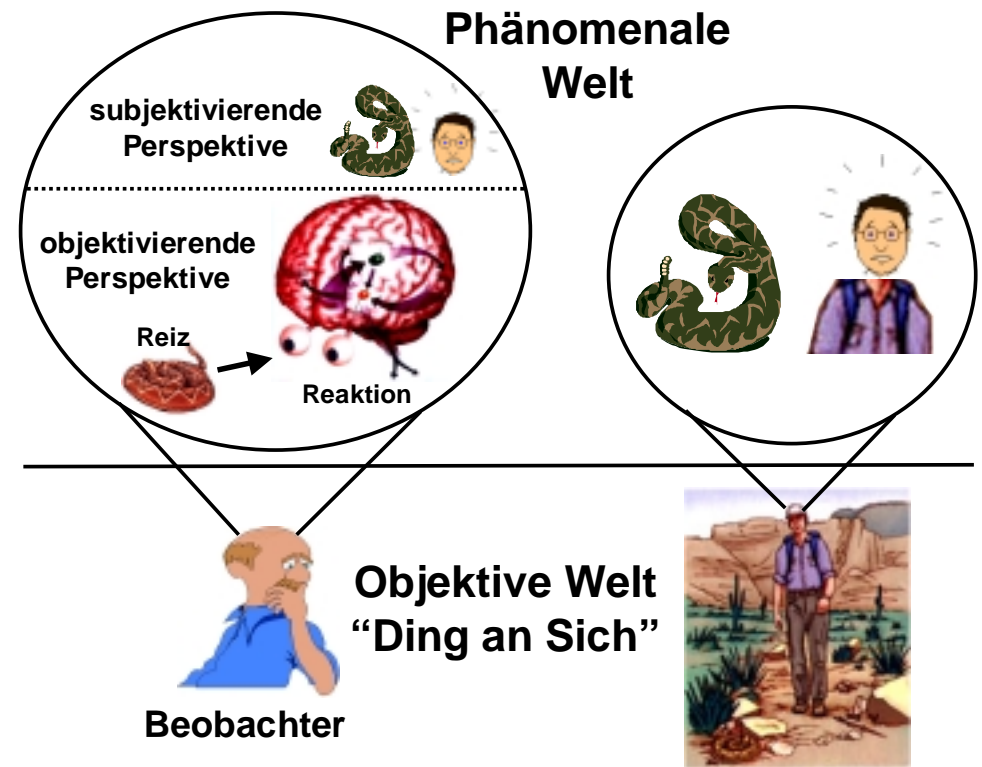 Phänomenale
Welt
subjektivierende
Perspektive
objektivierende
Perspektive
Reiz
Reaktion
Objektive Welt
“Ding an Sich”
Beobachter